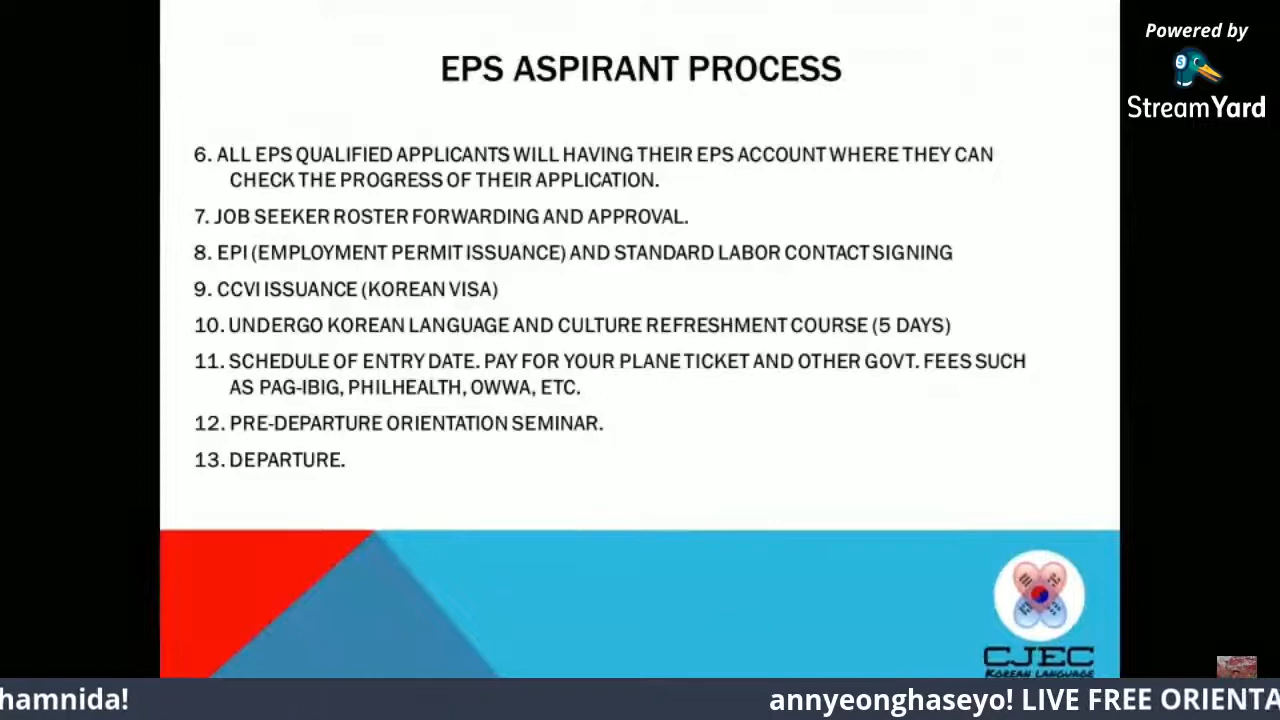 Powered by
StreamYard
EPS ASPIRANT PROCESS
6. ALL EPS QUALIFIED APPLICANTS WILL HAVING THEIR EPS ACCOUNT WHERE THEY CAN
CHECK THE PROGRESS OF THEIR APPLICATION.
7. JOB SEEKER ROSTER FORWARDING AND APPROVAL.
8. EPI (EMPLOYMENT PERMIT ISSUANCE) AND STANDARD LABOR CONTACT SIGNING
9. CCVI ISSUANCE (KOREAN VISA)
10. UNDERGO KOREAN LANGUAGE AND CULTURE REFRESHMENT COURSE (5 DAYS)
11. SCHEDULE OF ENTRY DATE. PAY FOR YOUR PLANE TICKET AND OTHER GOVT. FEES SUCH
AS PAG-IBIG, PHILHEALTH, OWWA, ETC.
12. PRE-DEPARTURE ORIENTATION SEMINAR.
13. DEPARTURE.
CJEC
KOREAN LANGUAGE
hamnida! annyeonghaseyo! LIVE FREE ORIENTA